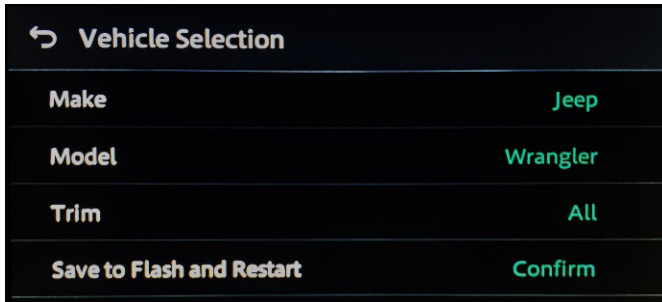 Vehicle Selection
Make Jeep
Model Wrangler
Trim All
Save to Flash and Restart Confirm